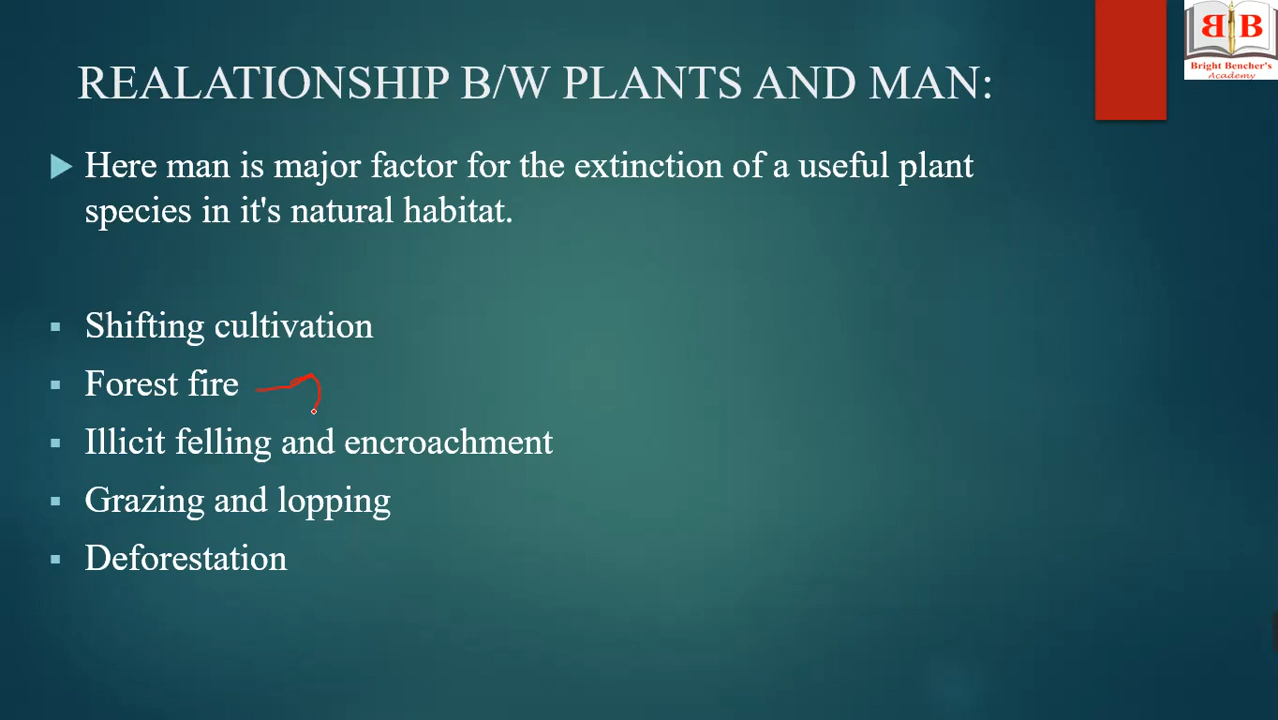 B B
Bright Bencher's
Academy
REALATIONSHIP B/W PLANTS AND MAN:
Here man is major factor for the extinction of a useful plant
species in it's natural habitat.
Shifting cultivation
Forest fire
Illicit felling and encroachment
Grazing and lopping
Deforestation